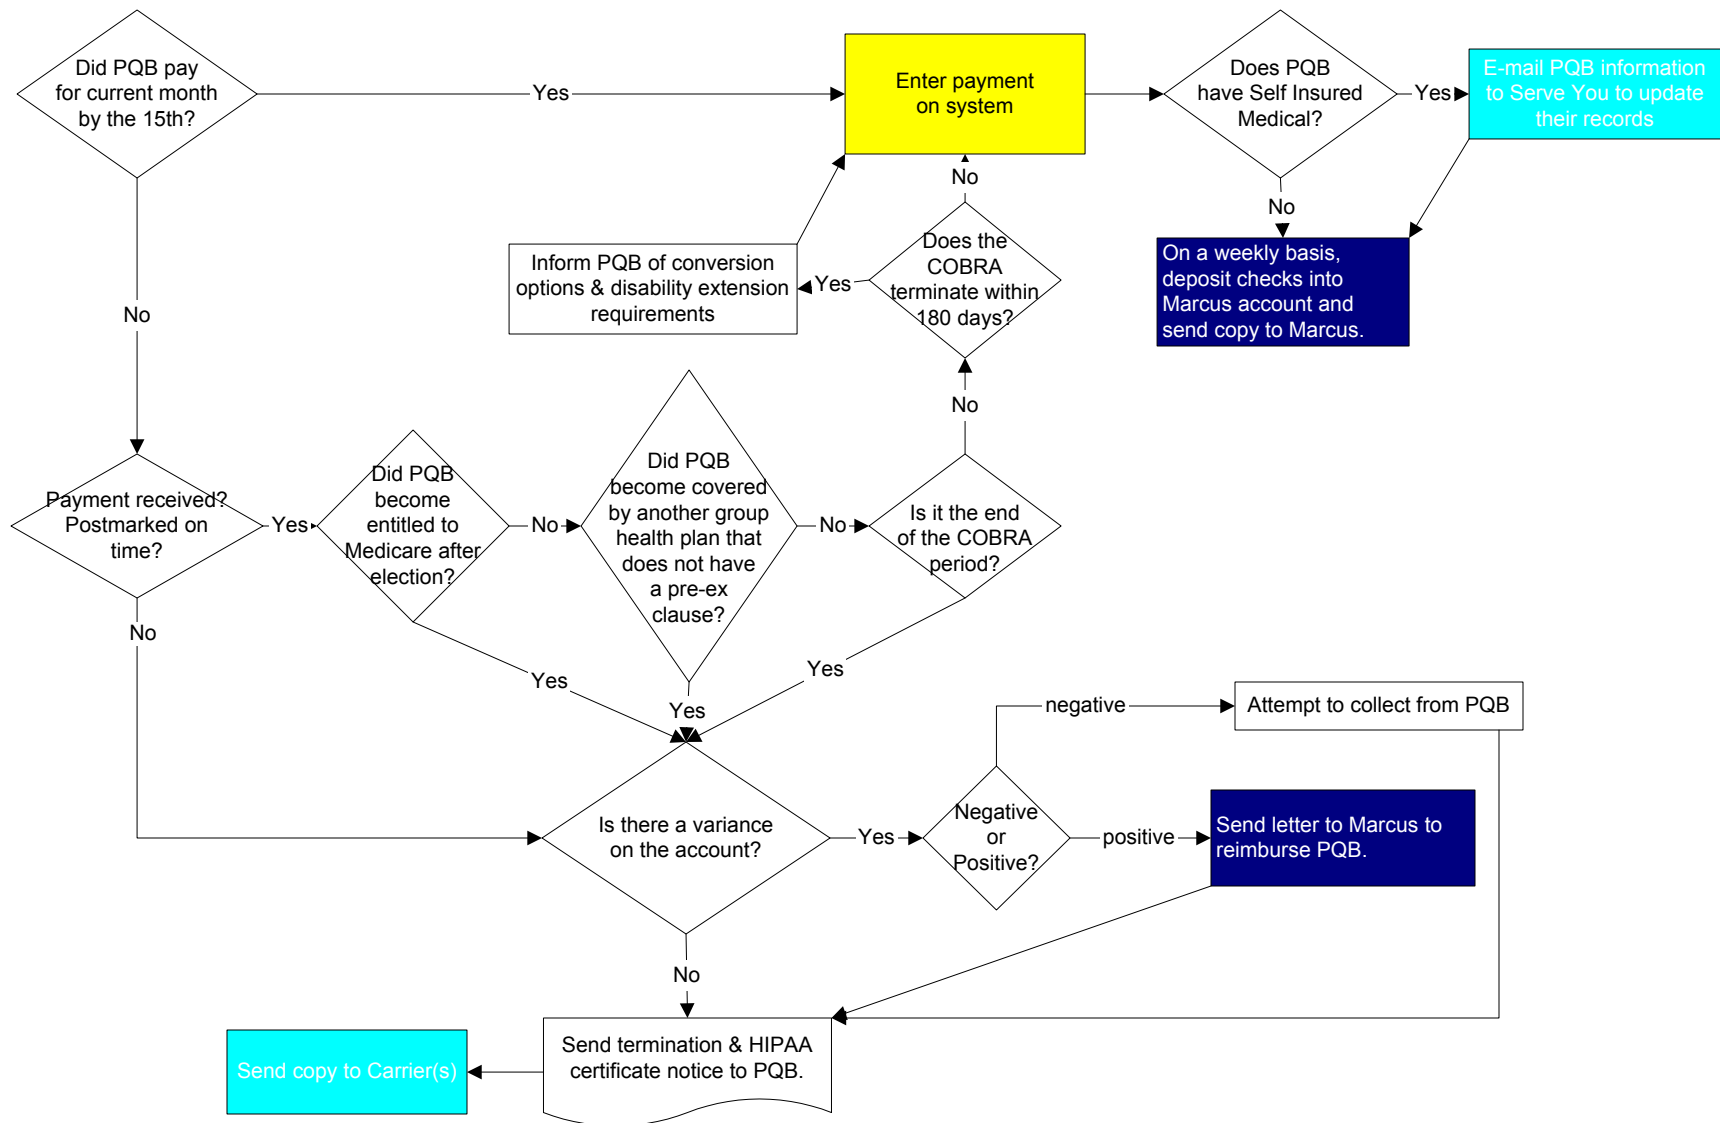 Did PQB pay
for current month
by the 15th?
Yes
Enter payment
on system
Does PQB
have Self Insured
Medical?
Yes
E-mail PQB information
to Serve You to update
their records
No
No
On a weekly basis,
deposit checks into
Marcus account and
send copy to Marcus.
Does the
COBRA
terminate within
180 days?
Yes
Inform PQB of conversion
options & disability extension
requirements
No
No
Payment received?
Postmarked on
time?
Yes
Did PQB
become
entitled to
Medicare after
election?
No
Did PQB
become covered
by another group
health plan that
does not have
a pre-ex
clause?
No
Is it the end
of the COBRA
period?
No
Yes
Yes
Yes
negative
Attempt to collect from PQB
Is there a variance
on the account?
Yes
Negative
or
Positive?
positive
Send letter to Marcus to
reimburse PQB.
No
Send termination & HIPAA
certificate notice to PQB.
Send copy to Carrier(s)